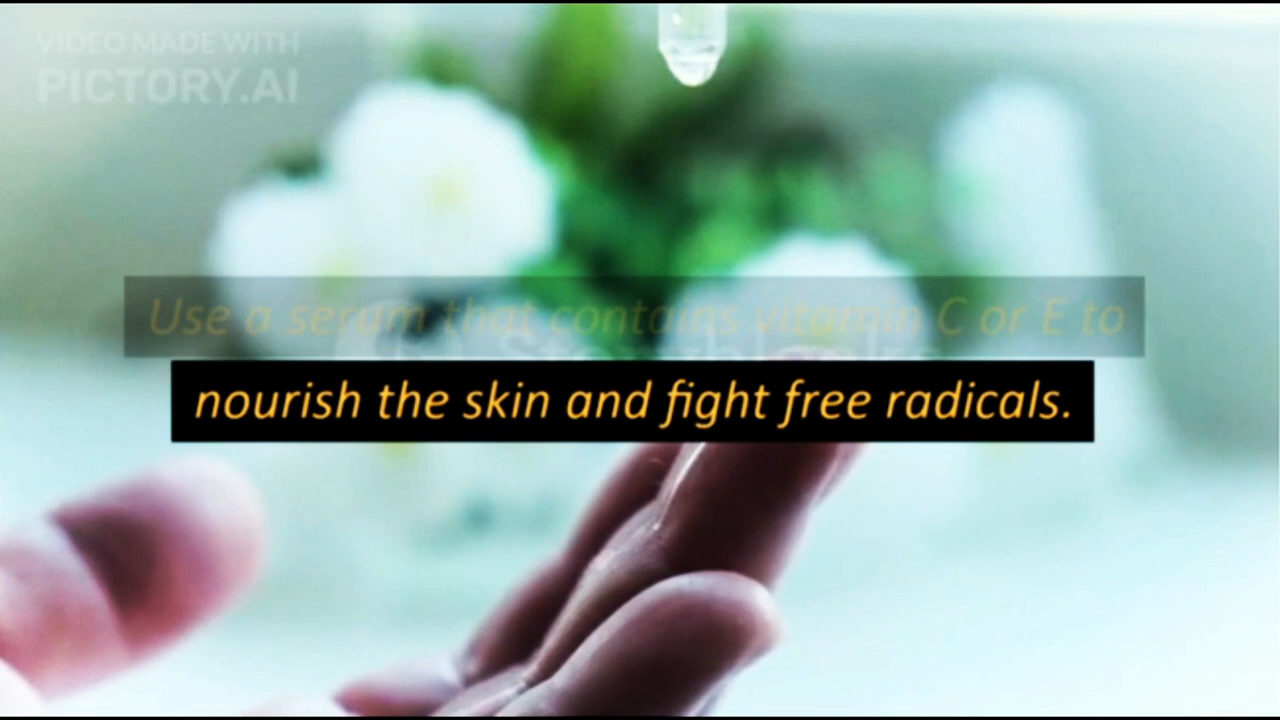 VIDEO MADE WITH
PICTORY.AI
Use a serum that contains vitamin C or E to
nourish the skin and fight free radicals.